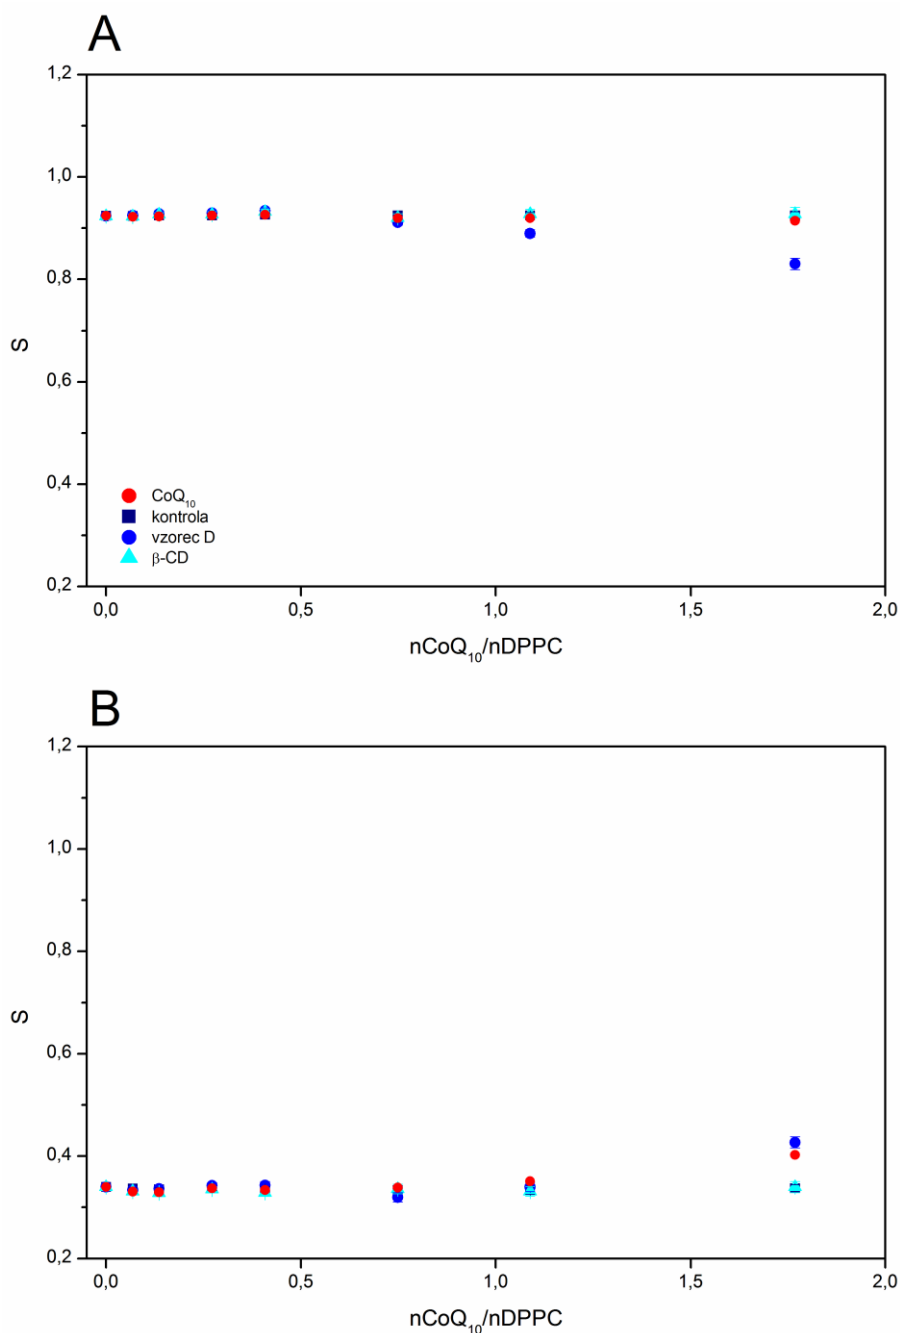 A
1,2
1,0
0,8
0,6
0,4
0,2
S
CoQ₁₀
kontrola
vzorec D
β-CD
0,0 0,5 1,0 1,5 2,0
nCoQ₁₀/nDPPC
B
1,2
1,0
0,8
0,6
0,4
0,2
S
0,0 0,5 1,0 1,5 2,0
nCoQ₁₀/nDPPC